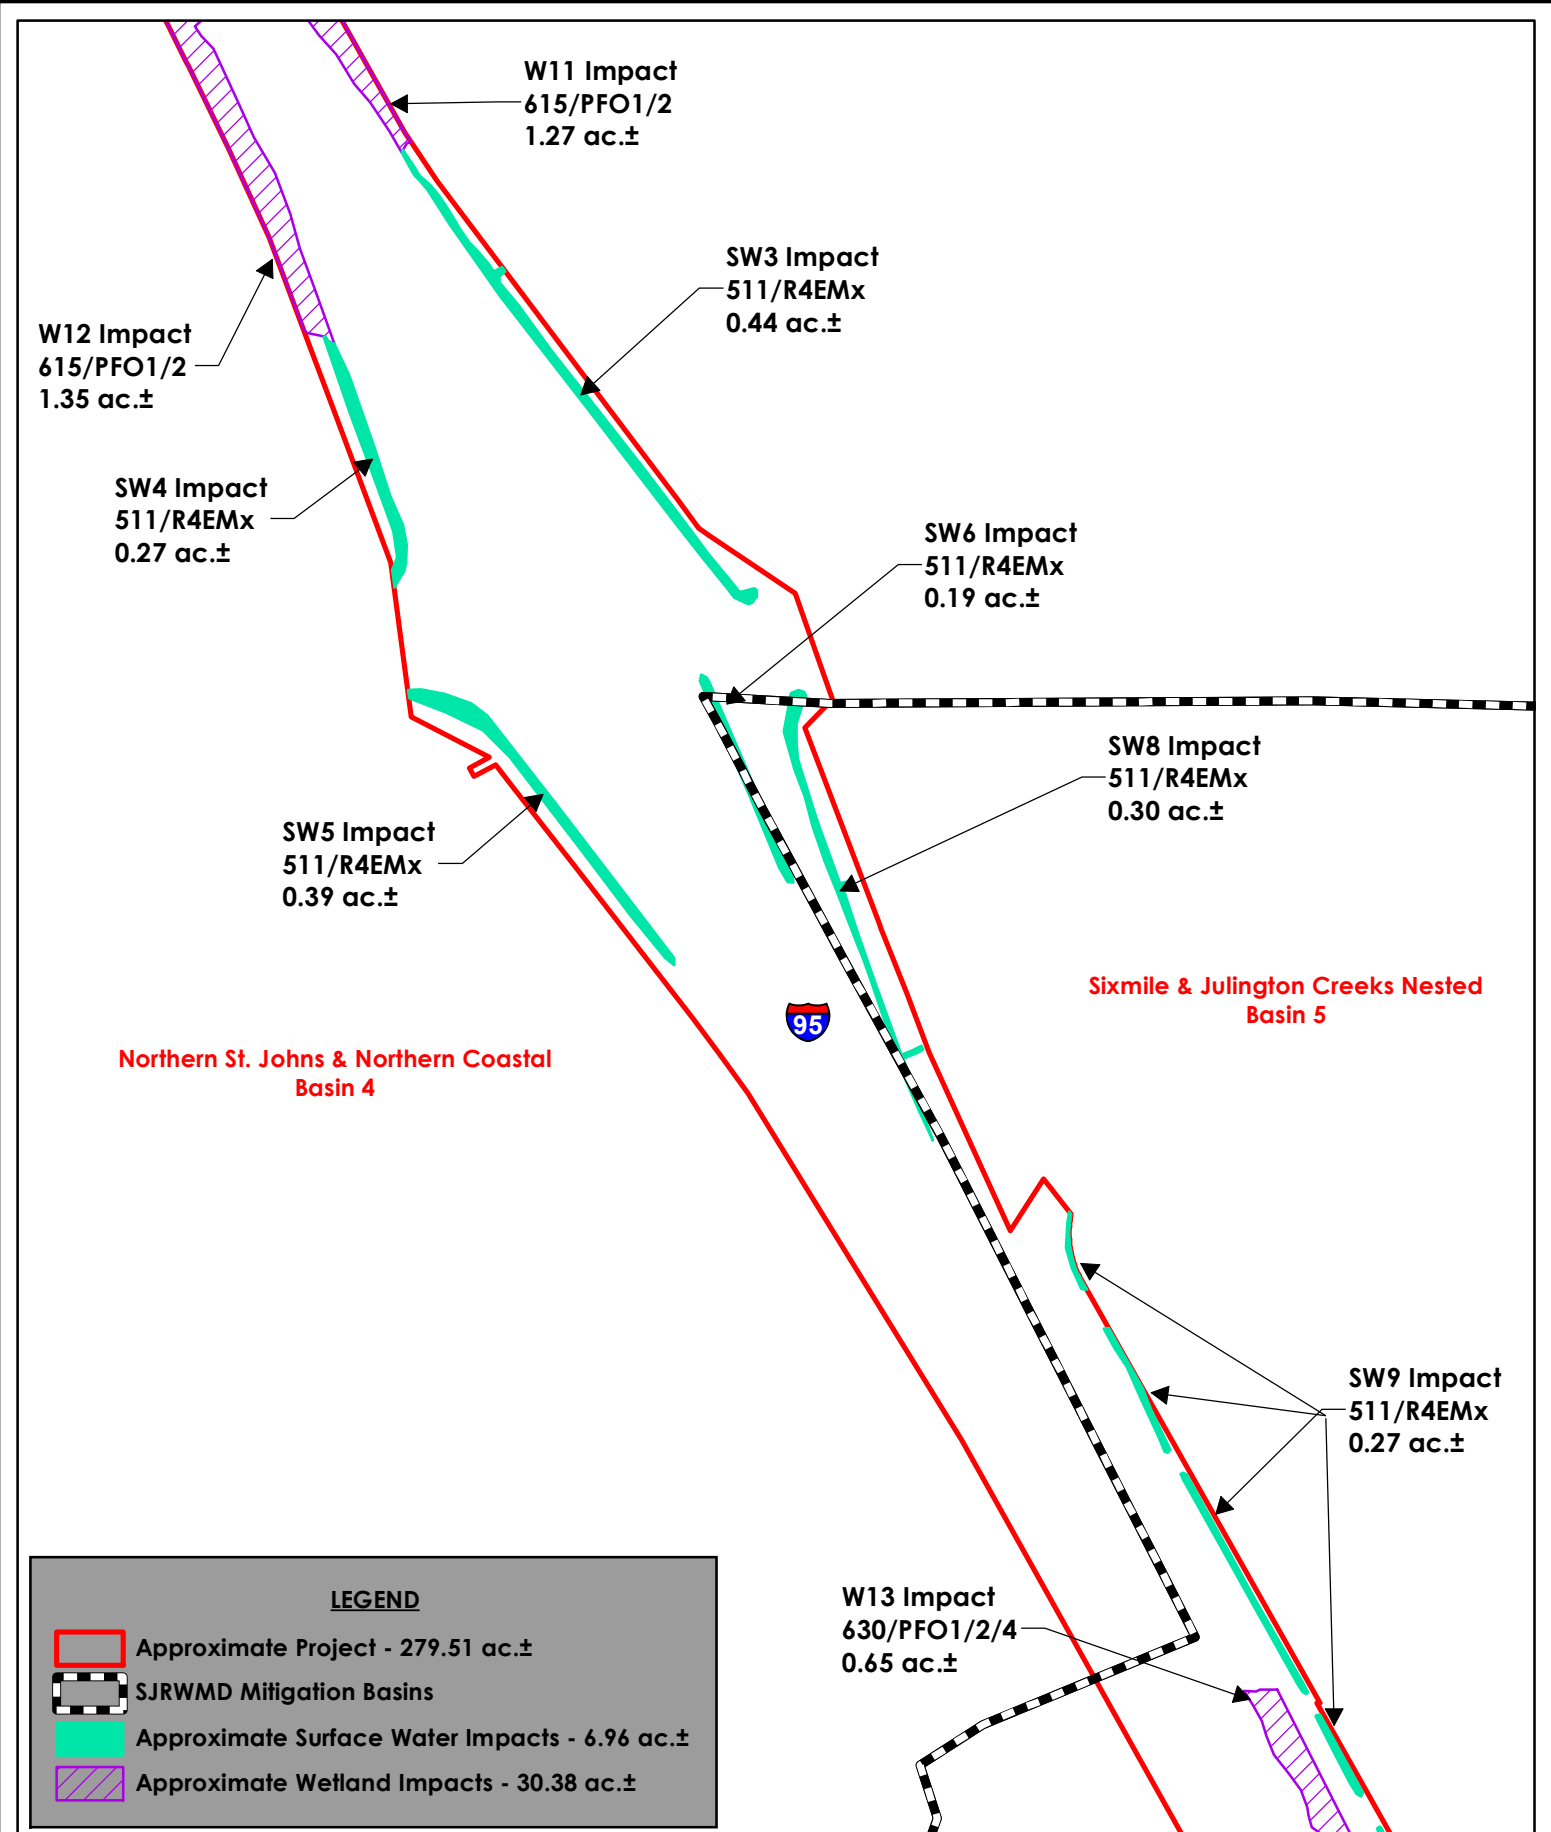 W11 Impact
615/PFO1/2
1.27 ac.±
SW3 Impact
511/R4EMx
0.44 ac.±
W12 Impact
615/PFO1/2
1.35 ac.±
SW4 Impact
511/R4EMx
0.27 ac.±
SW6 Impact
511/R4EMx
0.19 ac.±
SW8 Impact
511/R4EMx
0.30 ac.±
SW5 Impact
511/R4EMx
0.39 ac.±
Sixmile & Julington Creeks Nested
Basin 5
95
Northern St. Johns & Northern Coastal
Basin 4
SW9 Impact
511/R4EMx
0.27 ac.±
W13 Impact
630/PFO1/2/4
0.65 ac.±
LEGEND
Approximate Project - 279.51 ac.±
SJRWMD Mitigation Basins
Approximate Surface Water Impacts - 6.96 ac.±
Approximate Wetland Impacts - 30.38 ac.±